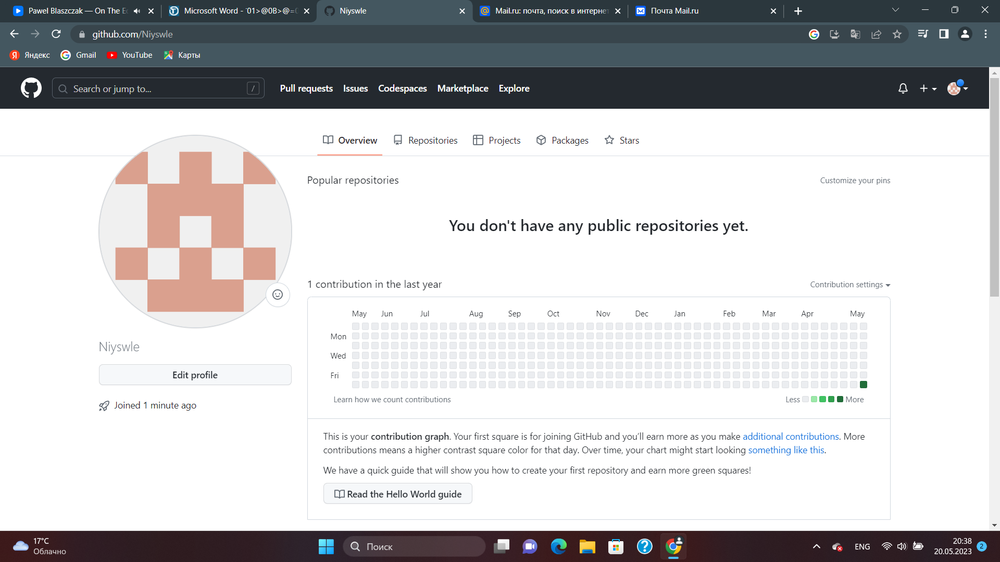 Pawel Blaszczak — On The Ed
Microsoft Word - ˙01>@0B>@=0
Niyswle
Mail.ru: почта, поиск в интернет
Почта Mail.ru
github.com/Niyswle
Яндекс
Gmail
YouTube
Карты
Search or jump to...
/
Pull requests
Issues
Codespaces
Marketplace
Explore
Overview
Repositories
Projects
Packages
Stars
Popular repositories
Customize your pins
You don't have any public repositories yet.
1 contribution in the last year
Contribution settings
May Jun Jul Aug Sep Oct Nov Dec Jan Feb Mar Apr May
Mon
Wed
Fri
Learn how we count contributions
Less
More
Niyswle
Edit profile
Joined 1 minute ago
This is your contribution graph. Your first square is for joining GitHub and you’ll earn more as you make additional contributions. More
contributions means a higher contrast square color for that day. Over time, your chart might start looking something like this.
We have a quick guide that will show you how to create your first repository and earn more green squares!
Read the Hello World guide
17°C
Облачно
Поиск
ENG
20:38
20.05.2023
2